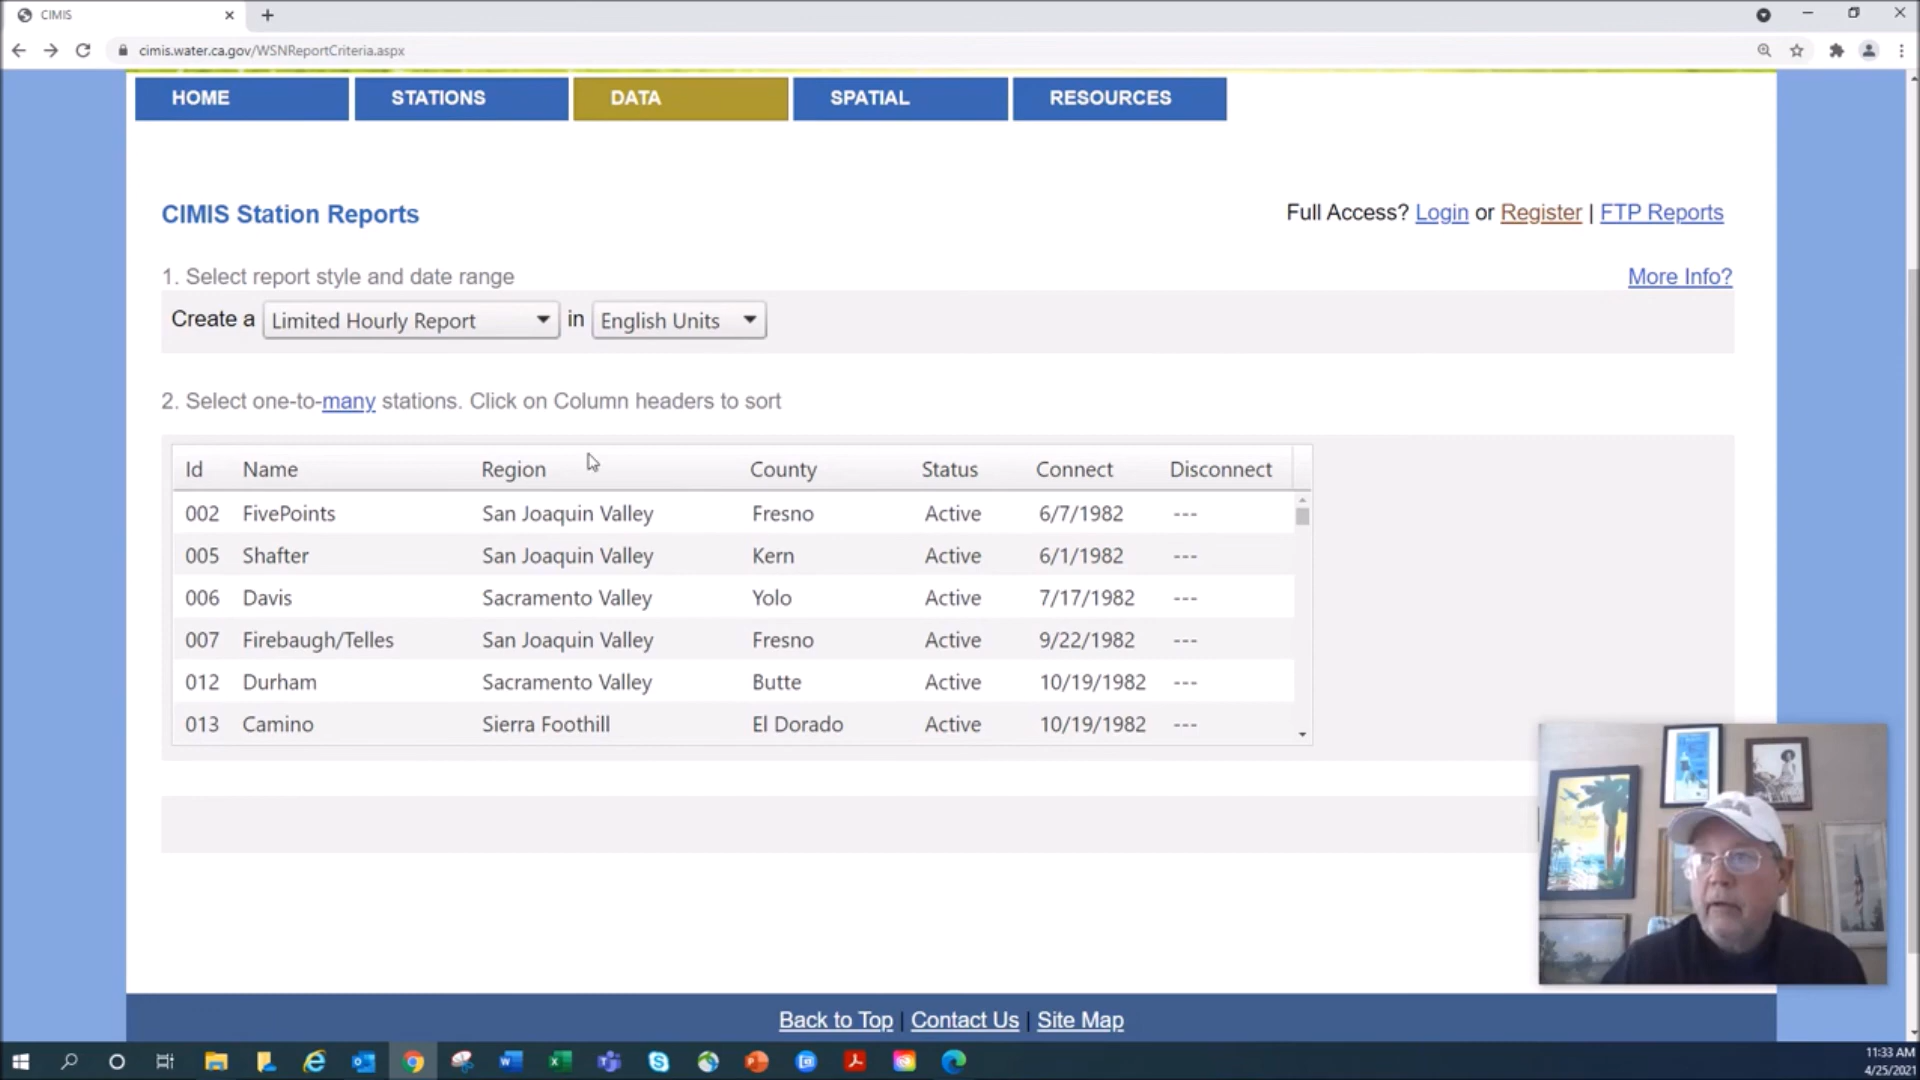 CIMIS
cimis.water.ca.gov/WSNReportCriteria.aspx
HOME STATIONS DATA SPATIAL RESOURCES
CIMIS Station Reports
Full Access? Login or Register | FTP Reports
1. Select report style and date range
More Info?
Create a Limited Hourly Report in English Units
2. Select one-to-many stations. Click on Column headers to sort
Id Name Region County Status Connect Disconnect
002 FivePoints San Joaquin Valley Fresno Active 6/7/1982 ---
005 Shafter San Joaquin Valley Kern Active 6/1/1982 ---
006 Davis Sacramento Valley Yolo Active 7/17/1982 ---
007 Firebaugh/Telles San Joaquin Valley Fresno Active 9/22/1982 ---
012 Durham Sacramento Valley Butte Active 10/19/1982 ---
013 Camino Sierra Foothill El Dorado Active 10/19/1982 ---
Back to Top | Contact Us | Site Map
11:33 AM
4/25/2021